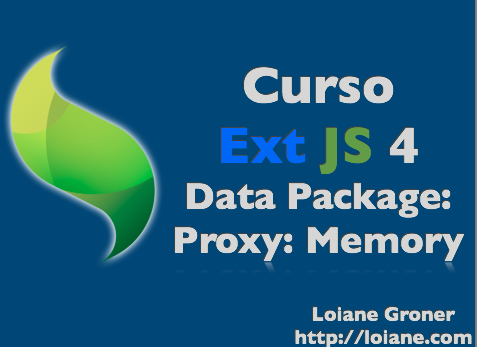 Curso
Ext JS 4
Data Package:
Proxy: Memory
Loiane Groner
http://loiane.com